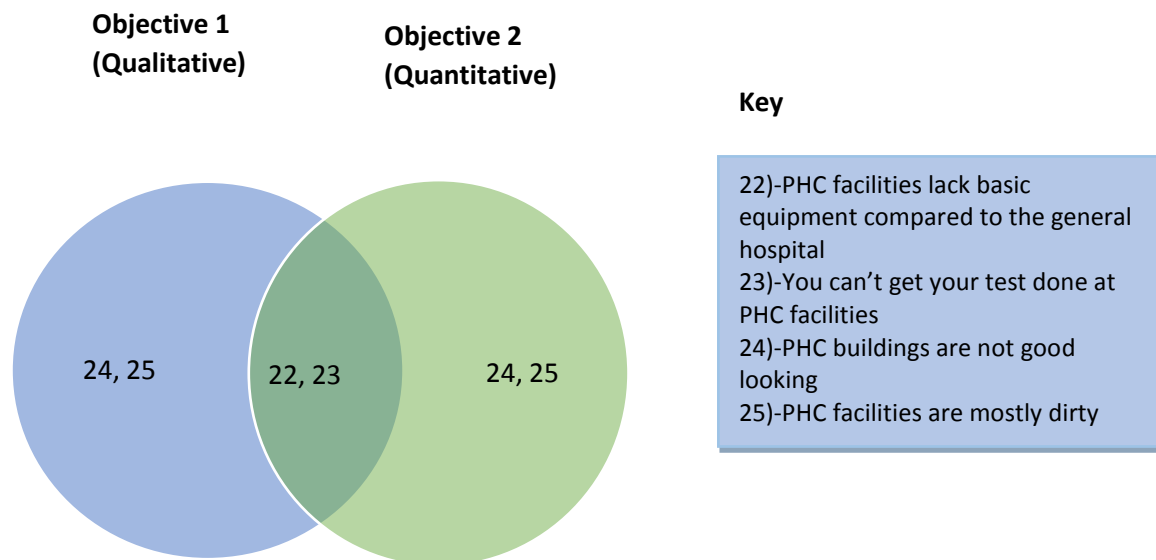 Objective 1
(Qualitative)
Objective 2
(Quantitative)
24, 25
22, 23
24, 25
Key
22)-PHC facilities lack basic
equipment compared to the general
hospital
23)-You can’t get your test done at
PHC facilities
24)-PHC buildings are not good
looking
25)-PHC facilities are mostly dirty